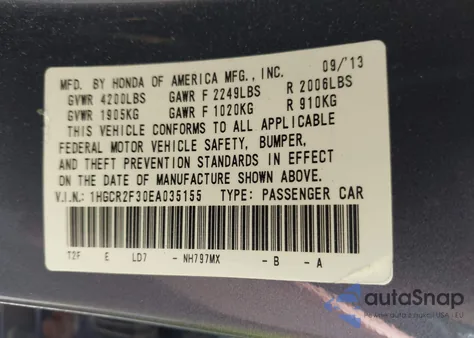 MFD. BY HONDA OF AMERICA MFG., INC. 09/'13
GVWR 4200LBS GAWR F 2249LBS R 2006LBS
GVWR 1905KG GAWR F 1020KG R 910KG
THIS VEHICLE CONFORMS TO ALL APPLICABLE
FEDERAL MOTOR VEHICLE SAFETY, BUMPER,
AND THEFT PREVENTION STANDARDS IN EFFECT
ON THE DATE OF MANUFACTURE SHOWN ABOVE.
V.I.N.: 1HGCR2F30EA035155 TYPE: PASSENGER CAR
T2F E LD7 - NH797MX - B - A
autoSnap